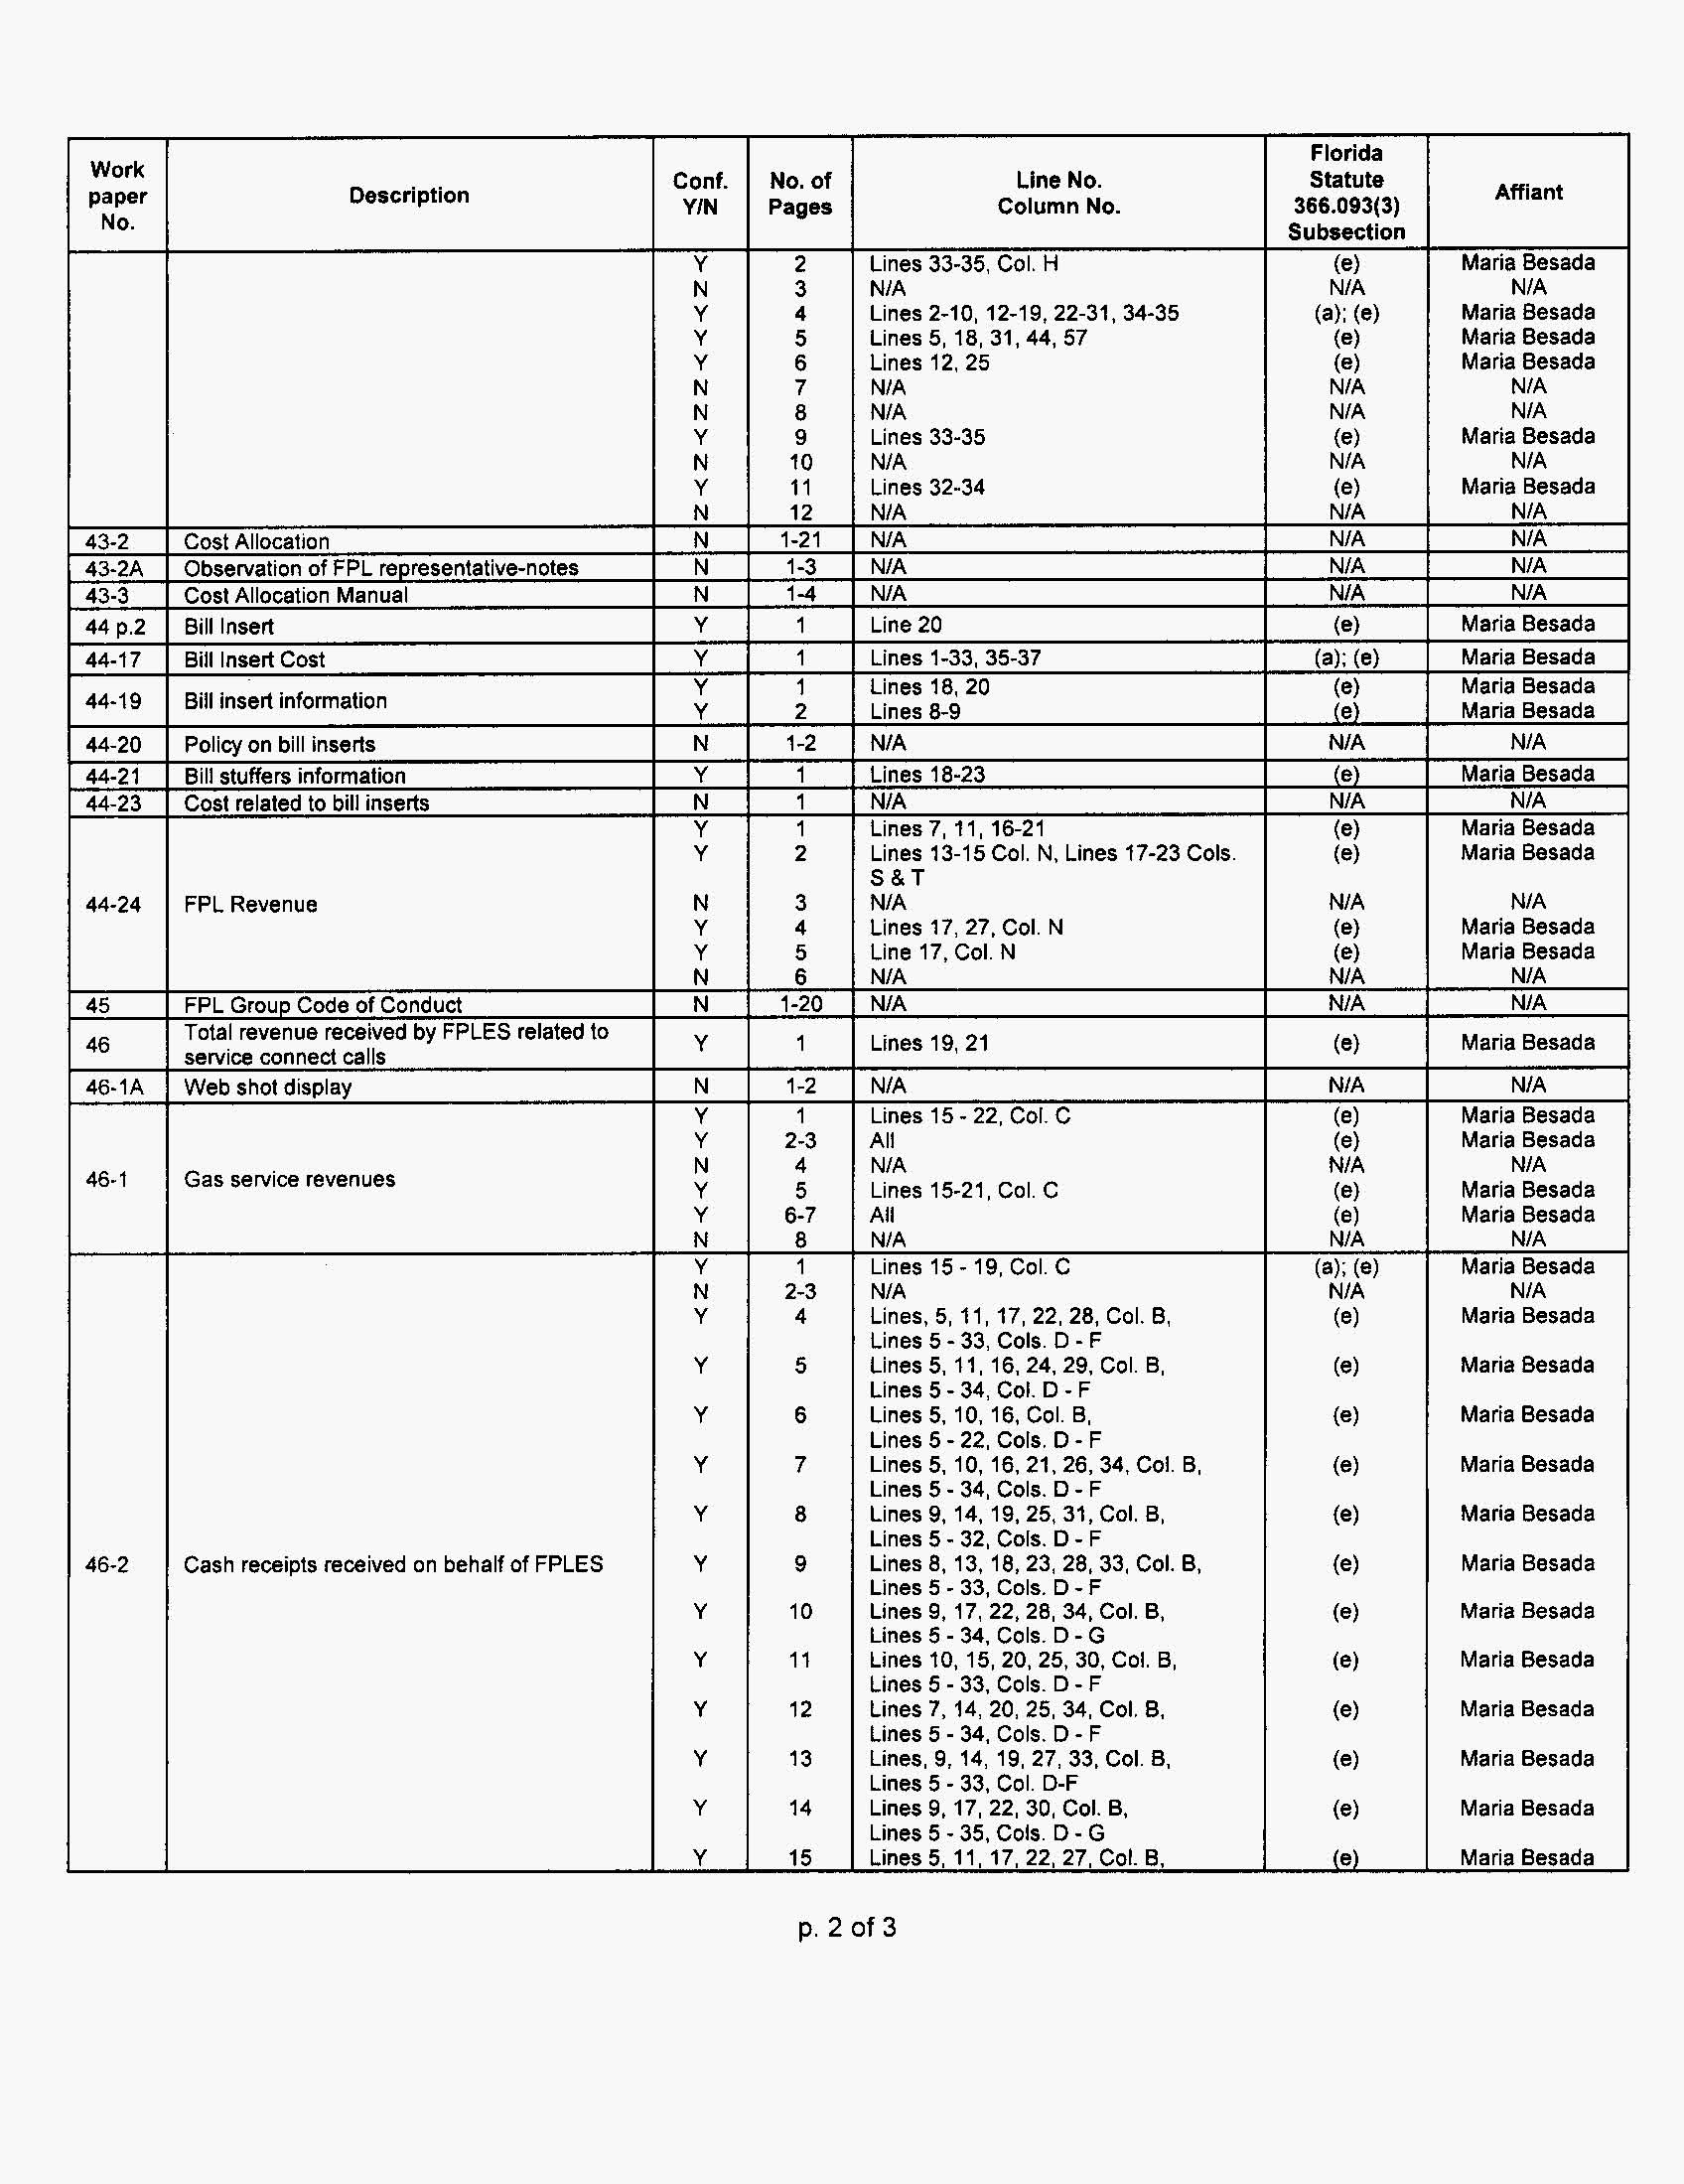 Work paper No. Description Conf. Y/N No. of Pages Line No. Column No. Florida Statute 366.093(3) Subsection Affiant
Y 2 Lines 33-35, Col. H (e) Maria Besada
N 3 N/A N/A N/A
Y 4 Lines 2-10, 12-19, 22-31, 34-35 (a); (e) Maria Besada
Y 5 Lines 5, 18, 31, 44, 57 (e) Maria Besada
Y 6 Lines 12, 25 (e) Maria Besada
N 7 N/A N/A N/A
N 8 N/A N/A N/A
Y 9 Lines 33-35 (e) Maria Besada
N 10 N/A N/A N/A
Y 11 Lines 32-34 (e) Maria Besada
N 12 N/A N/A N/A
43-2 Cost Allocation N 1-21 N/A N/A N/A
43-2A Observation of FPL representative-notes N 1-3 N/A N/A N/A
43-3 Cost Allocation Manual N 1-4 N/A N/A N/A
44 p.2 Bill Insert Y 1 Line 20 (e) Maria Besada
44-17 Bill Insert Cost Y 1 Lines 1-33, 35-37 (a); (e) Maria Besada
44-19 Bill insert information Y 1 Lines 18, 20 (e) Maria Besada
Y 2 Lines 8-9 (e) Maria Besada
44-20 Policy on bill inserts N 1-2 N/A N/A N/A
44-21 Bill stuffers information Y 1 Lines 18-23 (e) Maria Besada
44-23 Cost related to bill inserts N 1 N/A N/A N/A
Y 1 Lines 7, 11, 16-21 (e) Maria Besada
Y 2 Lines 13-15 Col. N, Lines 17-23 Cols. (e) Maria Besada
S & T
44-24 FPL Revenue N 3 N/A N/A N/A
Y 4 Lines 17, 27, Col. N (e) Maria Besada
Y 5 Line 17, Col. N (e) Maria Besada
N 6 N/A N/A N/A
45 FPL Group Code of Conduct N 1-20 N/A N/A N/A
46 Total revenue received by FPLES related to service connect calls Y 1 Lines 19, 21 (e) Maria Besada
46-1A Web shot display N 1-2 N/A N/A N/A
Y 1 Lines 15 - 22, Col. C (e) Maria Besada
Y 2-3 All (e) Maria Besada
N 4 N/A N/A N/A
46-1 Gas service revenues Y 5 Lines 15-21, Col. C (e) Maria Besada
Y 6-7 All (e) Maria Besada
N 8 N/A N/A N/A
Y 1 Lines 15 - 19, Col. C (a); (e) Maria Besada
N 2-3 N/A N/A N/A
Y 4 Lines, 5, 11, 17, 22, 28, Col. B, (e) Maria Besada
Lines 5 - 33, Cols. D - F
Y 5 Lines 5, 11, 16, 24, 29, Col. B, (e) Maria Besada
Lines 5 - 34, Col. D - F
Y 6 Lines 5, 10, 16, Col. B, (e) Maria Besada
Lines 5 - 22, Cols. D - F
Y 7 Lines 5, 10, 16, 21, 26, 34, Col. B, (e) Maria Besada
Lines 5 - 34, Cols. D - F
Y 8 Lines 9, 14, 19, 25, 31, Col. B, (e) Maria Besada
Lines 5 - 32, Cols. D - F
46-2 Cash receipts received on behalf of FPLES Y 9 Lines 8, 13, 18, 23, 28, 33, Col. B, (e) Maria Besada
Lines 5 - 33, Cols. D - F
Y 10 Lines 9, 17, 22, 28, 34, Col. B, (e) Maria Besada
Lines 5 - 34, Cols. D - G
Y 11 Lines 10, 15, 20, 25, 30, Col. B, (e) Maria Besada
Lines 5 - 33, Cols. D - F
Y 12 Lines 7, 14, 20, 25, 34, Col. B, (e) Maria Besada
Lines 5 - 34, Cols. D - F
Y 13 Lines, 9, 14, 19, 27, 33, Col. B, (e) Maria Besada
Lines 5 - 33, Col. D-F
Y 14 Lines 9, 17, 22, 30, Col. B, (e) Maria Besada
Lines 5 - 35, Cols. D - G
Y 15 Lines 5, 11, 17, 22, 27, Col. B, (e) Maria Besada
p. 2 of 3